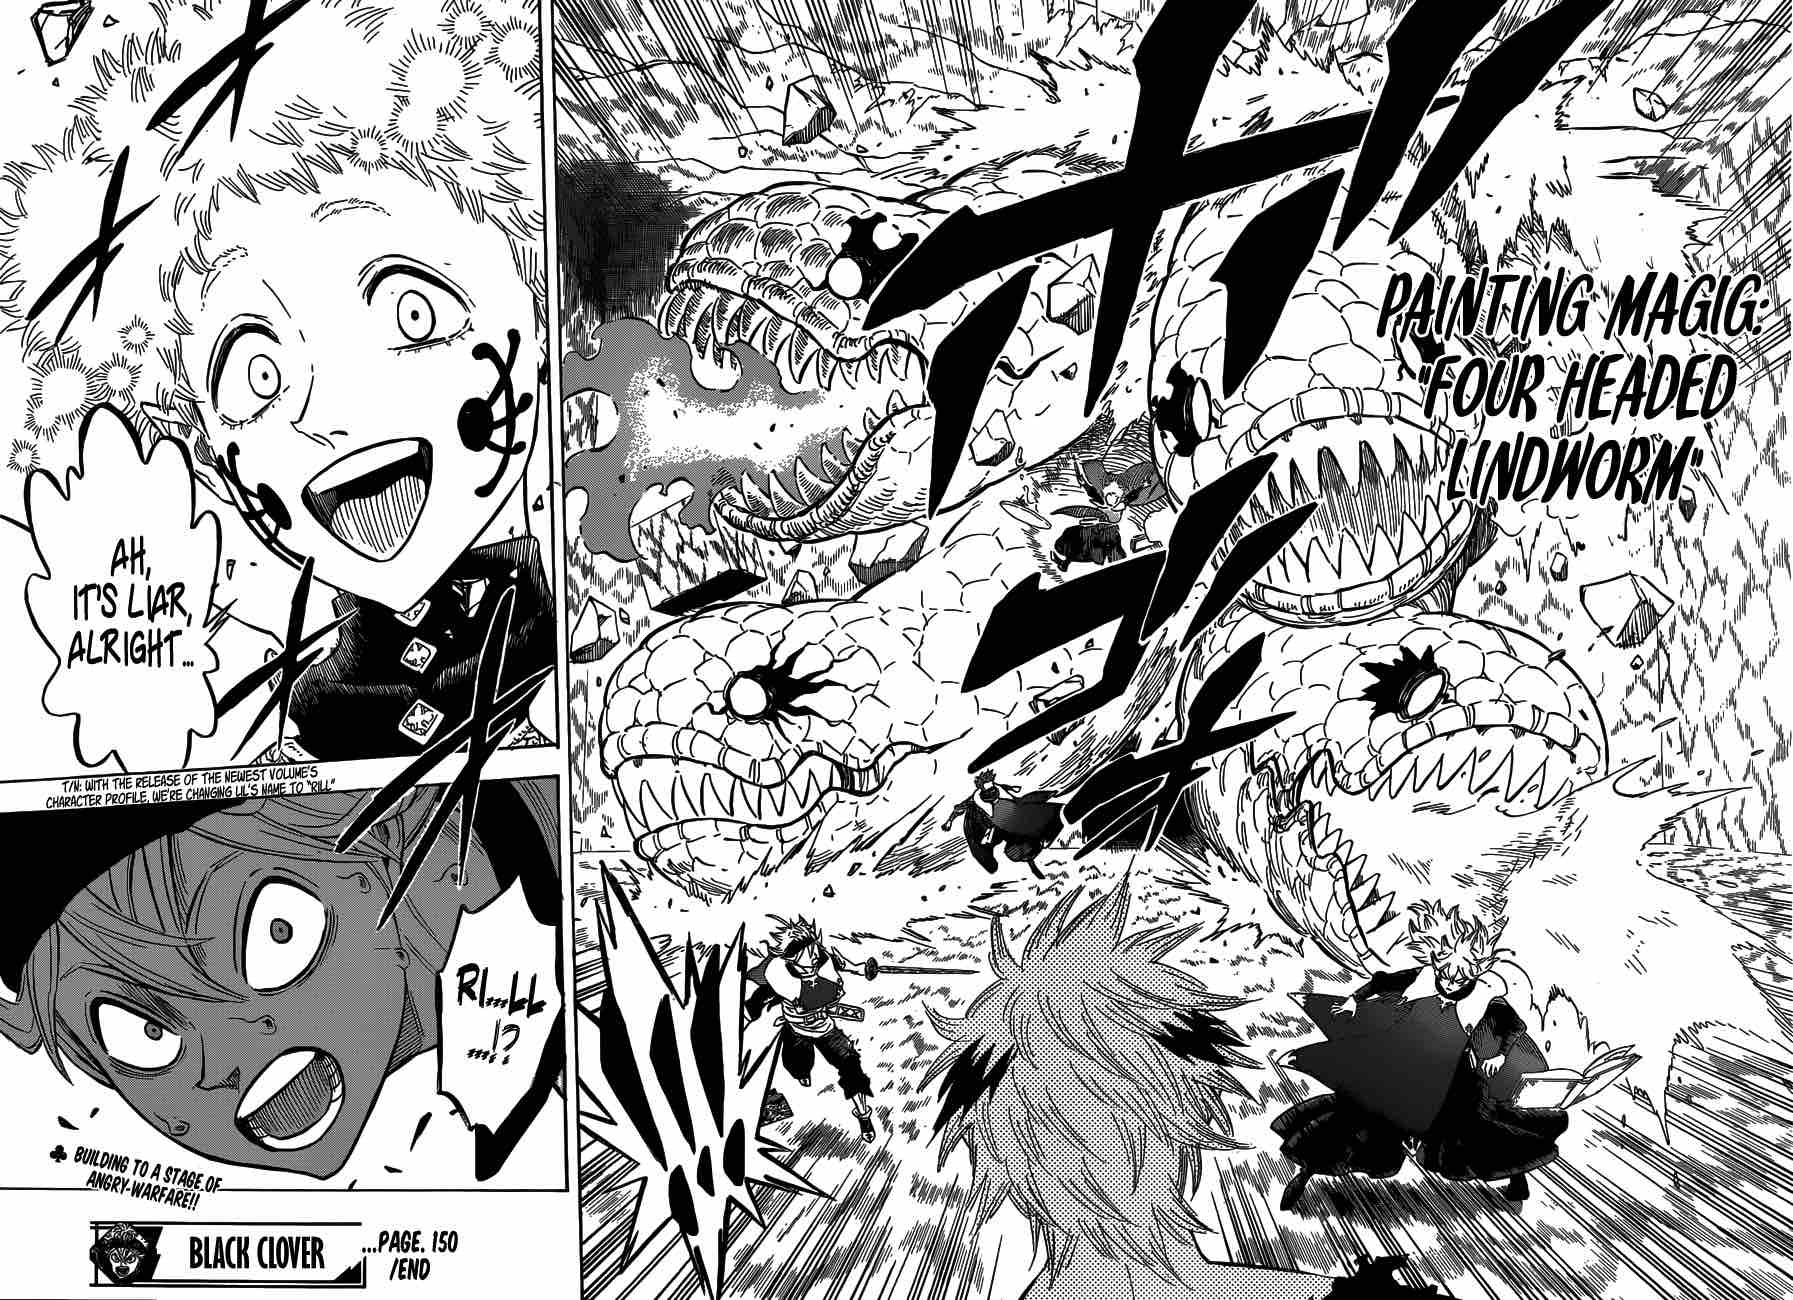 PAINTING MAGIG:
"FOUR HEADED
LINDWORM"
AH,
IT'S LIAR,
ALRIGHT...
T/N: WITH THE RELEASE OF THE NEWEST VOLUME'S
CHARACTER PROFILE, WE'RE CHANGING LIL'S NAME TO "RILL"
RI...LL
...!?
♣ BUILDING TO A STAGE OF
ANGRY-WARFARE!!
BLACK CLOVER
...PAGE. 150
/END